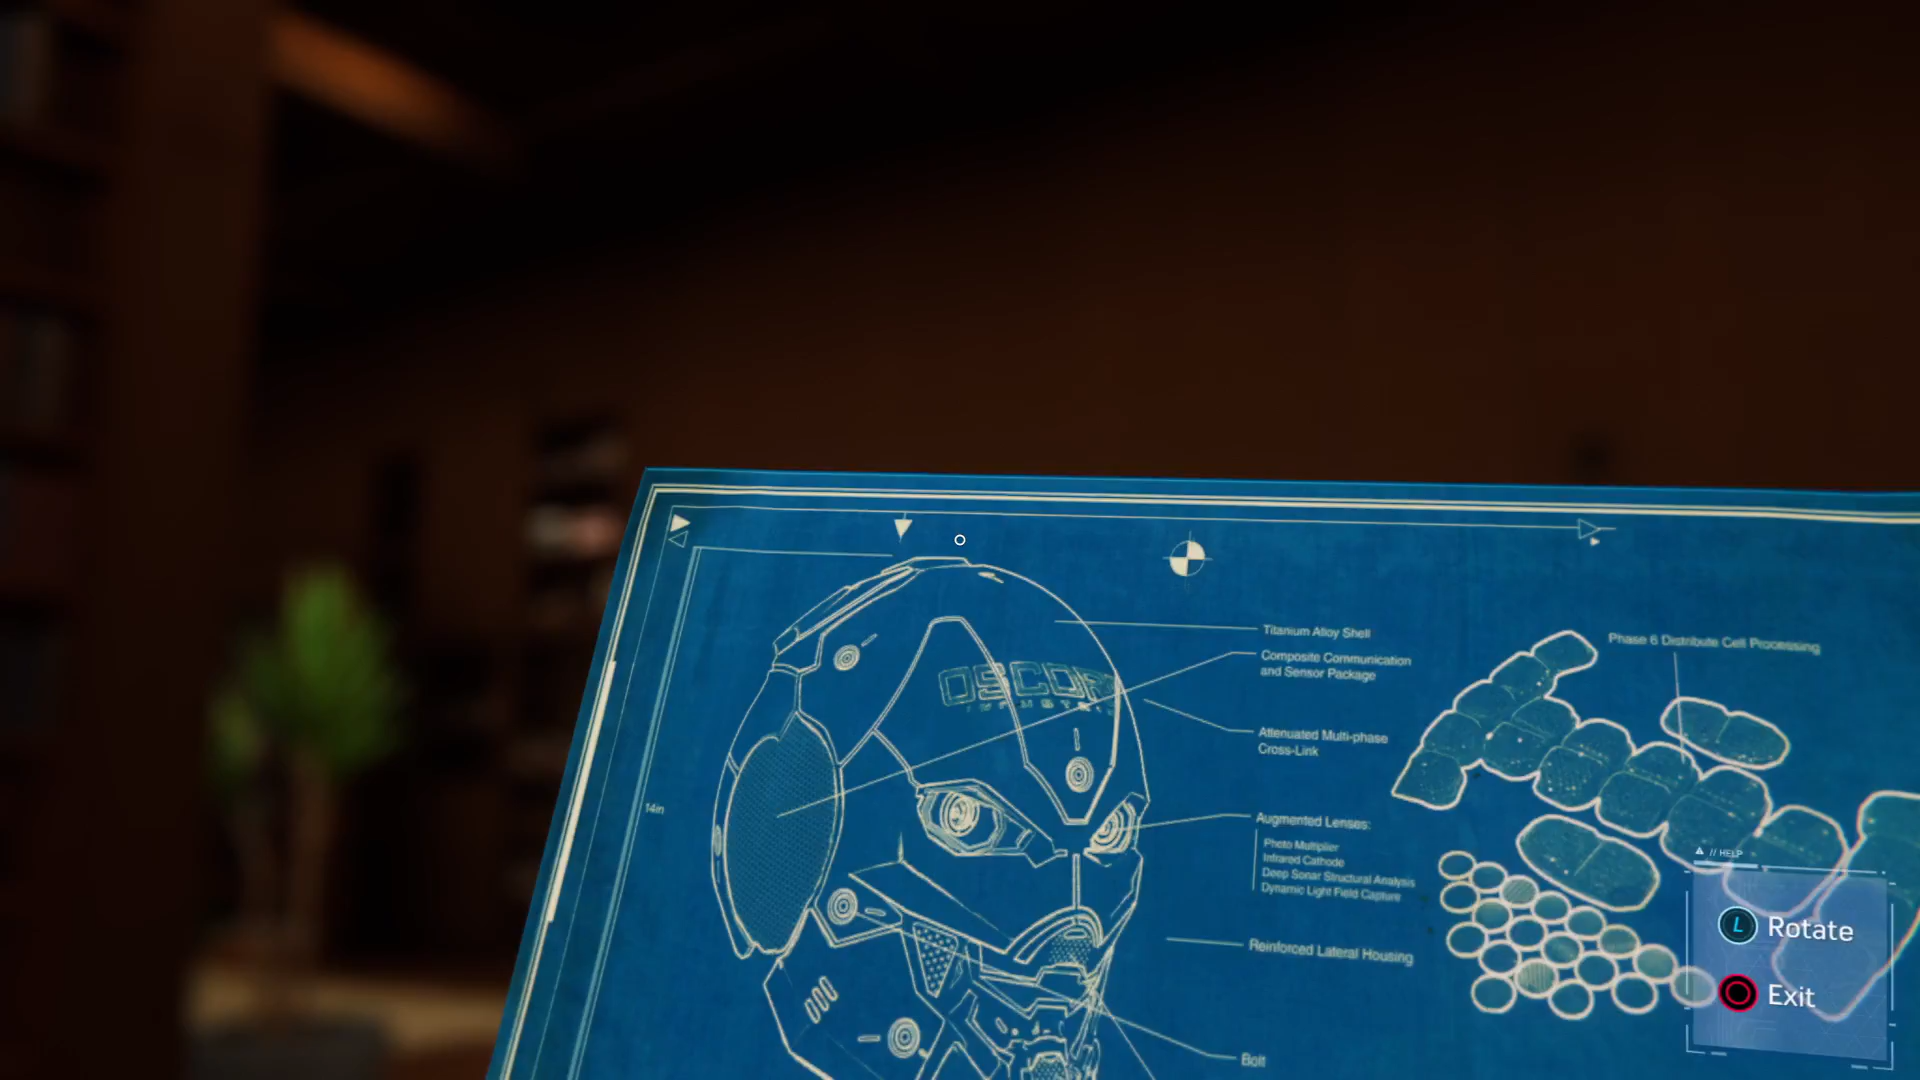 Titanium Alloy Shell
Composite Communication
and Sensor Package
OSCORP
Attenuated Multi-phase
Cross-Link
14in
Augmented Lenses:
Photo Multiplier
Infrared Cathode
Deep Sonar Structural Analysis
Dynamic Light Field Capture
Reinforced Lateral Housing
Bolt
Phase 6 Distribute Cell Processing
// HELP
L Rotate
Exit